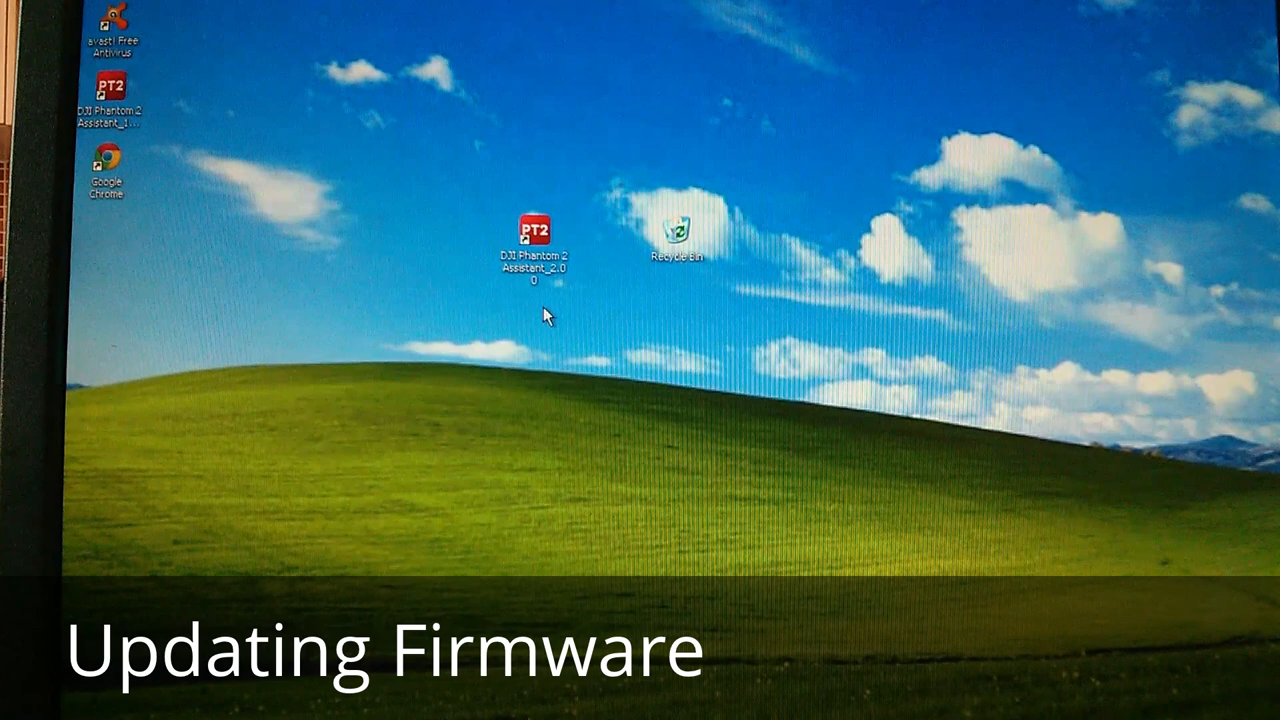 avast! Free
Antivirus
PT2
DJI Phantom 2
Assistant_1...
Google
Chrome
PT2
DJI Phantom 2
Assistant_2.0
0
Recycle Bin
Updating Firmware